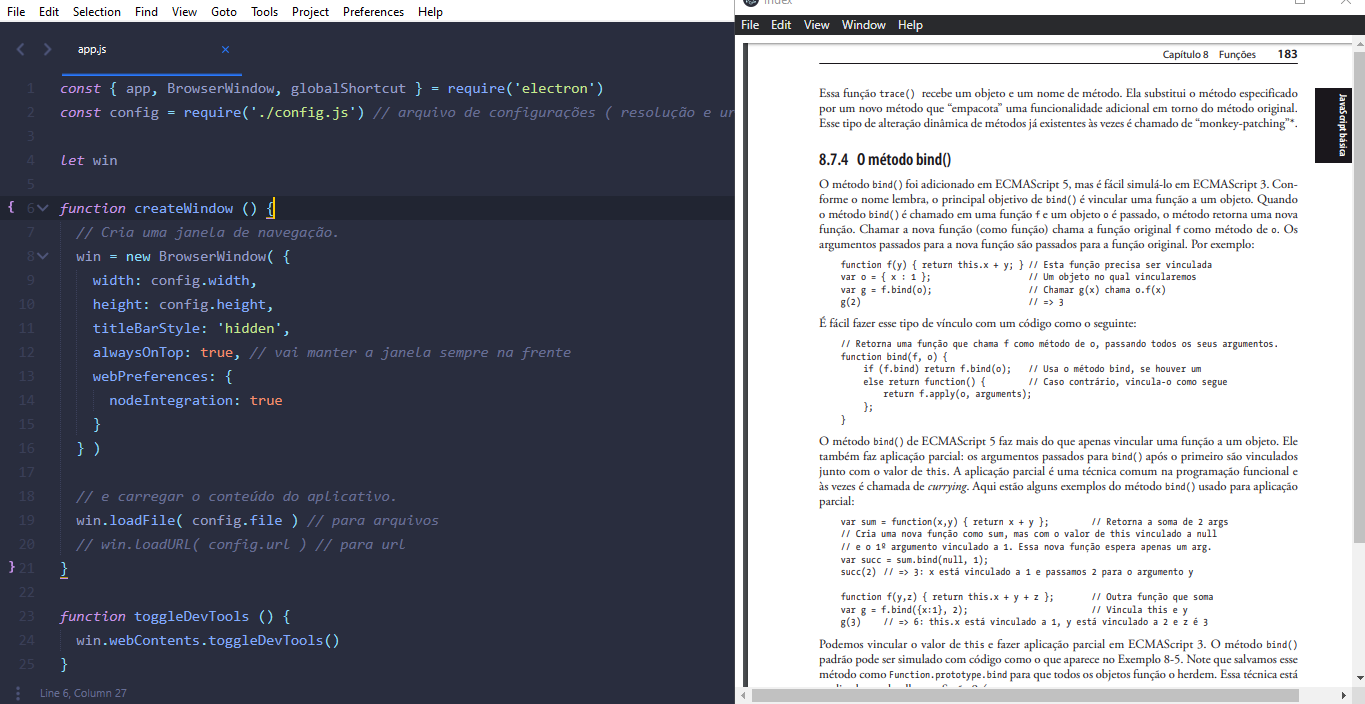 File Edit Selection Find View Goto Tools Project Preferences Help
app.js ×
1 const { app, BrowserWindow, globalShortcut } = require('electron')
2 const config = require('./config.js') // arquivo de configurações ( resolução e ur
3
4 let win
5
6 function createWindow () {
7 // Cria uma janela de navegação.
8 win = new BrowserWindow( {
9 width: config.width,
10 height: config.height,
11 titleBarStyle: 'hidden',
12 alwaysOnTop: true, // vai manter a janela sempre na frente
13 webPreferences: {
14 nodeIntegration: true
15 }
16 } )
17
18 // e carregar o conteúdo do aplicativo.
19 win.loadFile( config.file ) // para arquivos
20 // win.loadURL( config.url ) // para url
21 }
22
23 function toggleDevTools () {
24 win.webContents.toggleDevTools()
25 }
Line 6, Column 27
Index
File Edit View Window Help
Capítulo 8 Funções 183
JavaScript básica
Essa função trace() recebe um objeto e um nome de método. Ela substitui o método especificado
por um novo método que “empacota” uma funcionalidade adicional em torno do método original.
Esse tipo de alteração dinâmica de métodos já existentes às vezes é chamado de “monkey-patching”*.
8.7.4 O método bind()
O método bind() foi adicionado em ECMAScript 5, mas é fácil simulá-lo em ECMAScript 3. Con-
forme o nome lembra, o principal objetivo de bind() é vincular uma função a um objeto. Quando
o método bind() é chamado em uma função f e um objeto o é passado, o método retorna uma nova
função. Chamar a nova função (como função) chama a função original f como método de o. Os
argumentos passados para a nova função são passados para a função original. Por exemplo:
function f(y) { return this.x + y; } // Esta função precisa ser vinculada
var o = { x : 1 }; // Um objeto no qual vincularemos
var g = f.bind(o); // Chamar g(x) chama o.f(x)
g(2) // => 3
É fácil fazer esse tipo de vínculo com um código como o seguinte:
// Retorna uma função que chama f como método de o, passando todos os seus argumentos.
function bind(f, o) {
if (f.bind) return f.bind(o); // Usa o método bind, se houver um
else return function() { // Caso contrário, vincula-o como segue
return f.apply(o, arguments);
};
}
O método bind() de ECMAScript 5 faz mais do que apenas vincular uma função a um objeto. Ele
também faz aplicação parcial: os argumentos passados para bind() após o primeiro são vinculados
junto com o valor de this. A aplicação parcial é uma técnica comum na programação funcional e
às vezes é chamada de currying. Aqui estão alguns exemplos do método bind() usado para aplicação
parcial:
var sum = function(x,y) { return x + y }; // Retorna a soma de 2 args
// Cria uma nova função como sum, mas com o valor de this vinculado a null
// e o 1º argumento vinculado a 1. Essa nova função espera apenas um arg.
var succ = sum.bind(null, 1);
succ(2) // => 3: x está vinculado a 1 e passamos 2 para o argumento y
function f(y,z) { return this.x + y + z }; // Outra função que soma
var g = f.bind({x:1}, 2); // Vincula this e y
g(3) // => 6: this.x está vinculado a 1, y está vinculado a 2 e z é 3
Podemos vincular o valor de this e fazer aplicação parcial em ECMAScript 3. O método bind()
padrão pode ser simulado com código como o que aparece no Exemplo 8-5. Note que salvamos esse
método como Function.prototype.bind para que todos os objetos função o herdem. Essa técnica está